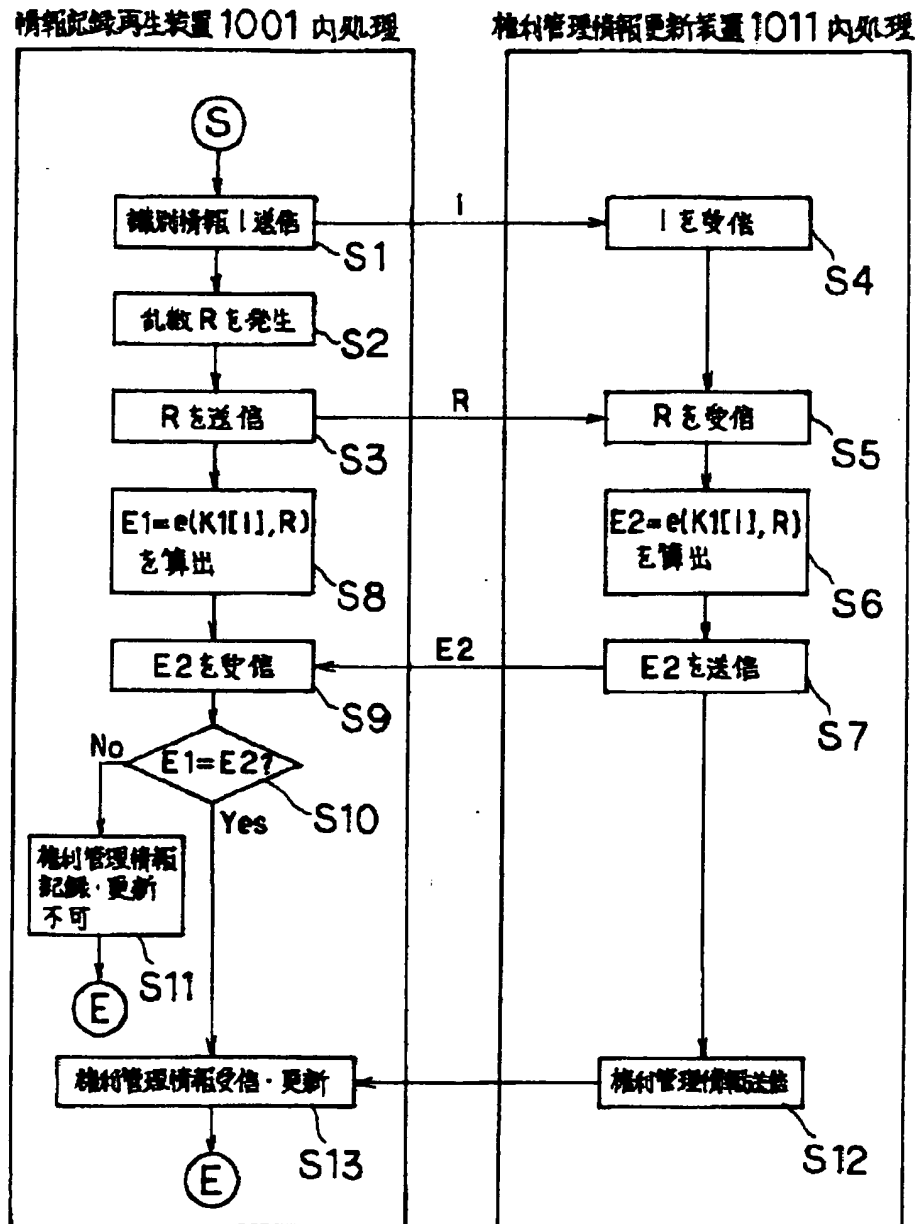 情報記録再生装置1001内処理
権利管理情報更新装置1011内処理
S
識別情報I送信
S1
I
Iを受信
S4
乱数Rを発生
S2
Rを送信
S3
R
Rを受信
S5
E1=e(K1[I],R)
を算出
S8
E2=e(K1[I],R)
を算出
S6
E2を受信
S9
E2
E2を送信
S7
No
E1=E2?
S10
Yes
権利管理情報
記録・更新
不可
S11
E
権利管理情報受信・更新
S13
権利管理情報送信
S12
E